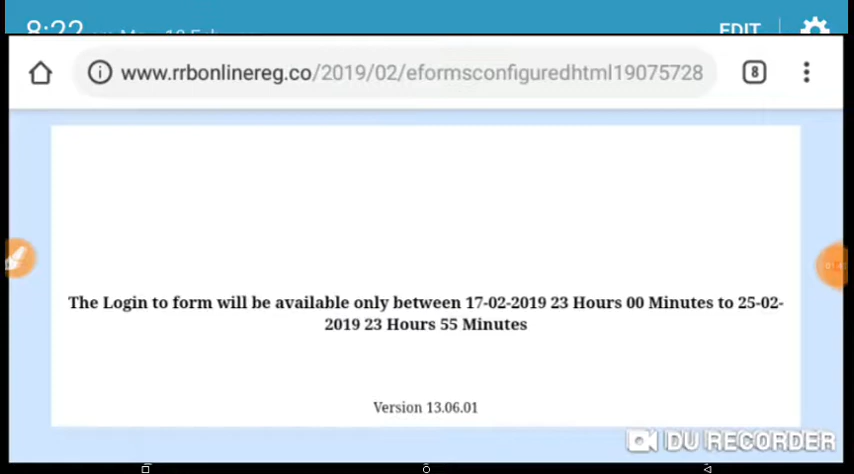 8:22
EDIT
www.rrbonlinereg.co/2019/02/eformsconfiguredhtml19075728
8
The Login to form will be available only between 17-02-2019 23 Hours 00 Minutes to 25-02-
2019 23 Hours 55 Minutes
Version 13.06.01
DU RECORDER